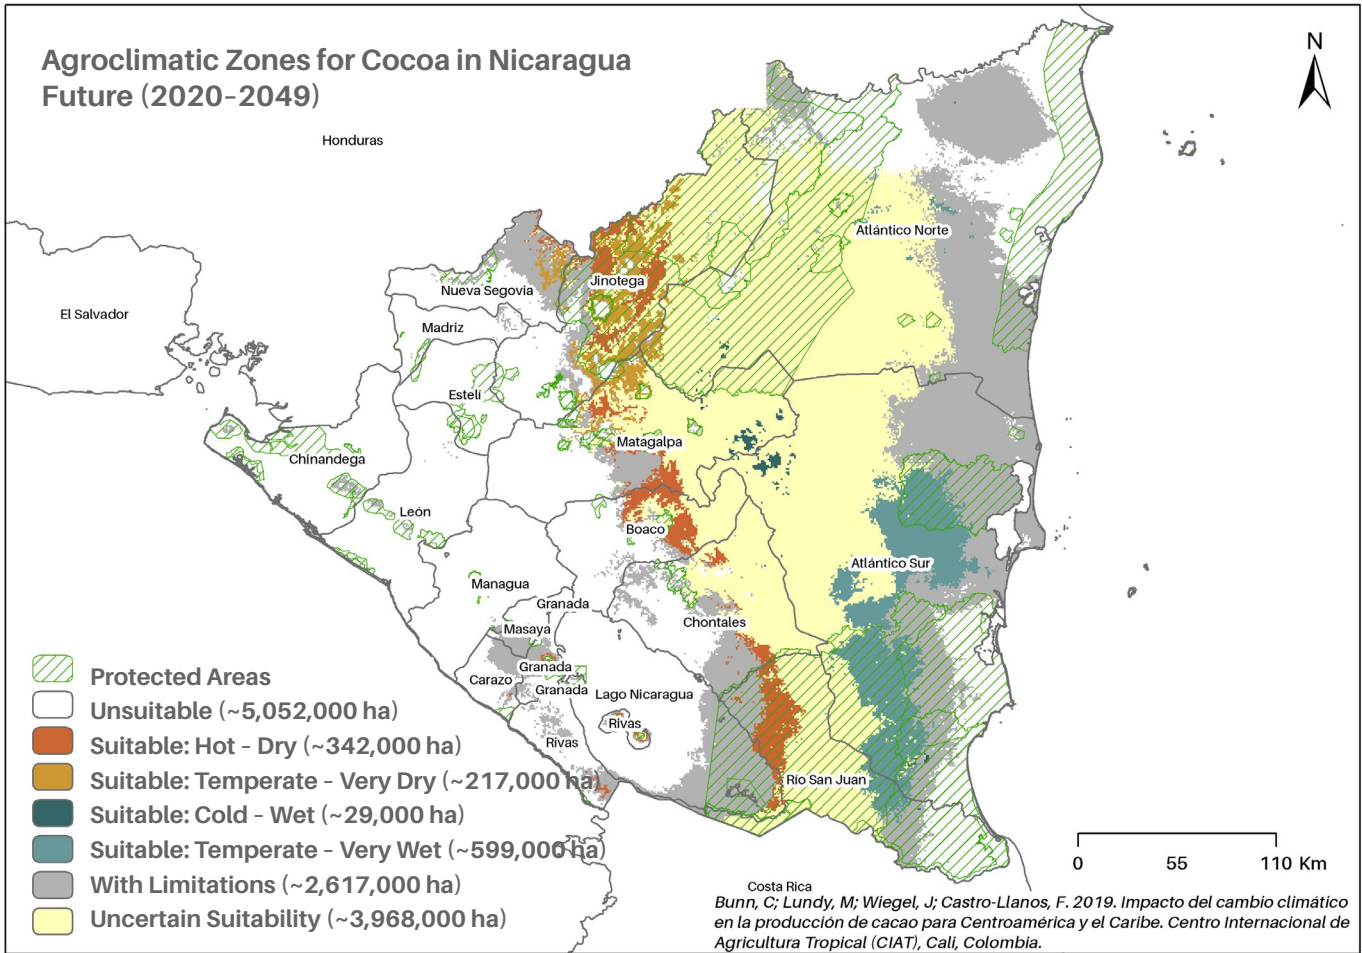 Agroclimatic Zones for Cocoa in Nicaragua
Future (2020–2049)
N
Honduras
Atlántico Norte
Jinotega
Nueva Segovia
El Salvador
Madriz
Estelí
Matagalpa
Chinandega
León
Boaco
Atlántico Sur
Managua
Granada
Chontales
Masaya
Granada
Carazo
Granada
Lago Nicaragua
Rivas
Rivas
Río San Juan
Protected Areas
Unsuitable (~5,052,000 ha)
Suitable: Hot – Dry (~342,000 ha)
Suitable: Temperate – Very Dry (~217,000 ha)
Suitable: Cold – Wet (~29,000 ha)
Suitable: Temperate – Very Wet (~599,000 ha)
With Limitations (~2,617,000 ha)
Uncertain Suitability (~3,968,000 ha)
0 55 110 Km
Costa Rica
Bunn, C; Lundy, M; Wiegel, J; Castro-Llanos, F. 2019. Impacto del cambio climático
en la producción de cacao para Centroamérica y el Caribe. Centro Internacional de
Agricultura Tropical (CIAT), Cali, Colombia.